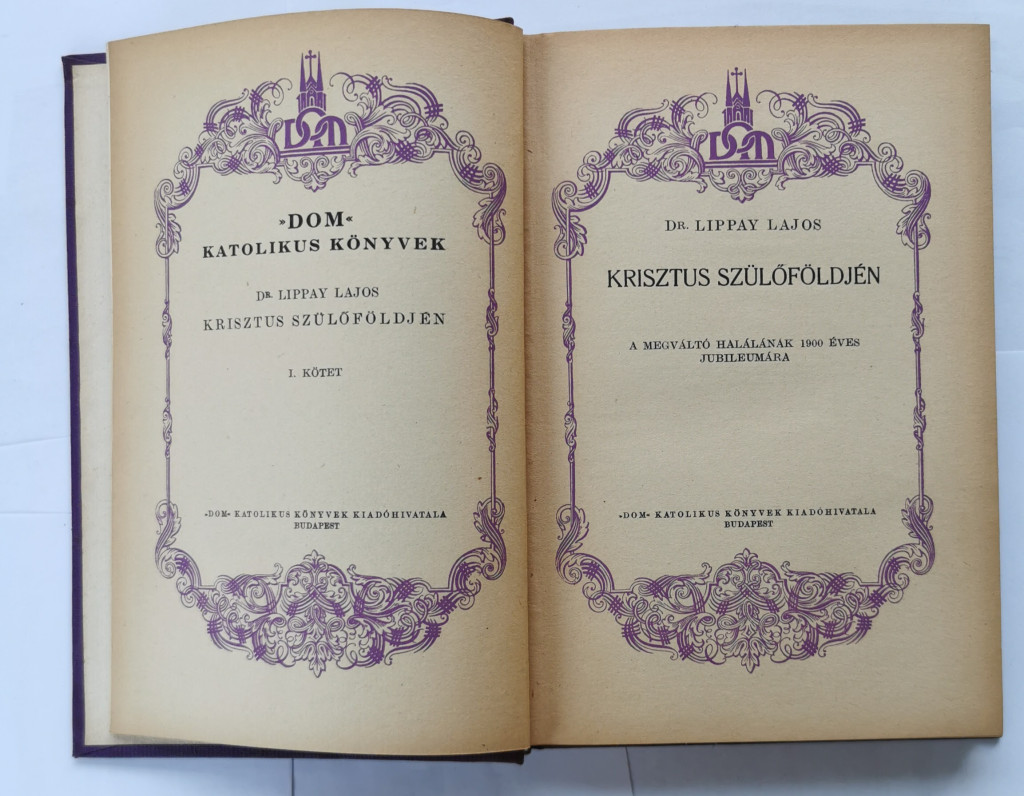 DOM
»DOM«
KATOLIKUS KÖNYVEK
DR. LIPPAY LAJOS
KRISZTUS SZÜLŐFÖLDJÉN
I. KÖTET
»DOM« KATOLIKUS KÖNYVEK KIADÓHIVATALA
BUDAPEST
DOM
DR. LIPPAY LAJOS
KRISZTUS SZÜLŐFÖLDJÉN
A MEGVÁLTÓ HALÁLÁNAK 1900 ÉVES
JUBILEUMÁRA
»DOM« KATOLIKUS KÖNYVEK KIADÓHIVATALA
BUDAPEST